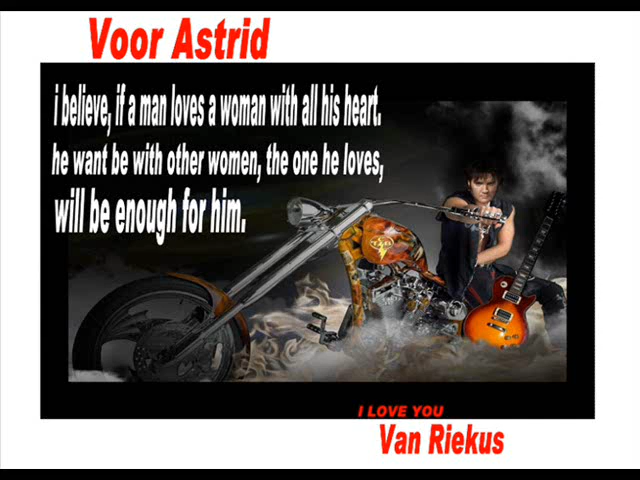 Voor Astrid
i believe, if a man loves a woman with all his heart.
he want be with other women, the one he loves,
will be enough for him.
I LOVE YOU
Van Riekus